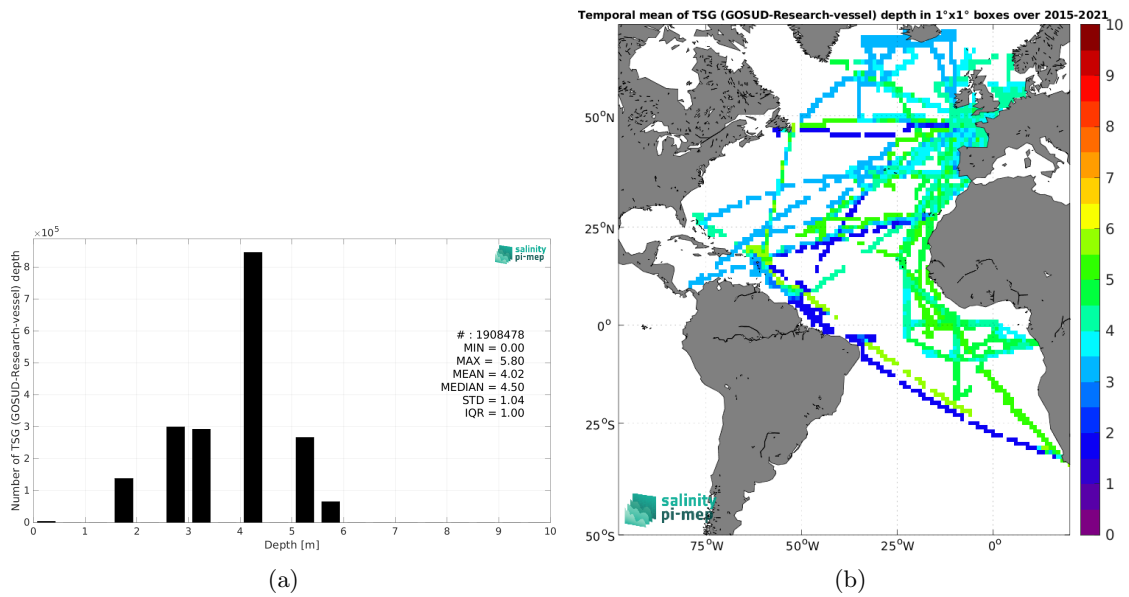 ×10⁵
Number of TSG (GOSUD-Research-vessel) depth
8
7
6
5
4
3
2
1
0
salinity
pi-mep
# : 1908478
MIN = 0.00
MAX = 5.80
MEAN = 4.02
MEDIAN = 4.50
STD = 1.04
IQR = 1.00
0 1 2 3 4 5 6 7 8 9 10
Depth [m]
(a)
Temporal mean of TSG (GOSUD-Research-vessel) depth in 1°x1° boxes over 2015-2021
50°N
25°N
0°
25°S
50°S
75°W 50°W 25°W 0°
salinity
pi-mep
10
9
8
7
6
5
4
3
2
1
0
(b)